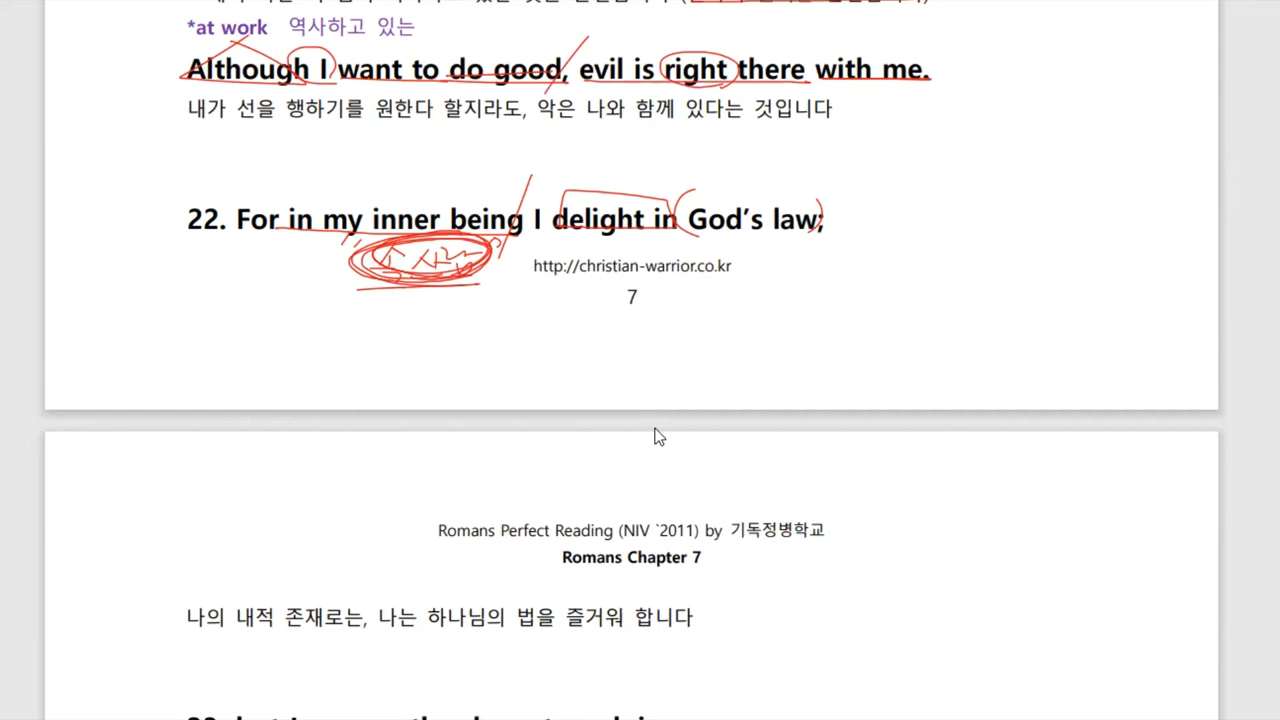 *at work 역사하고 있는
Although I want to do good, evil is right there with me.
내가 선을 행하기를 원한다 할지라도, 악은 나와 함께 있다는 것입니다
22. For in my inner being I delight in God’s law;
속 사람
http://christian-warrior.co.kr
7
Romans Perfect Reading (NIV `2011) by 기독정병학교
Romans Chapter 7
나의 내적 존재로는, 나는 하나님의 법을 즐거워 합니다